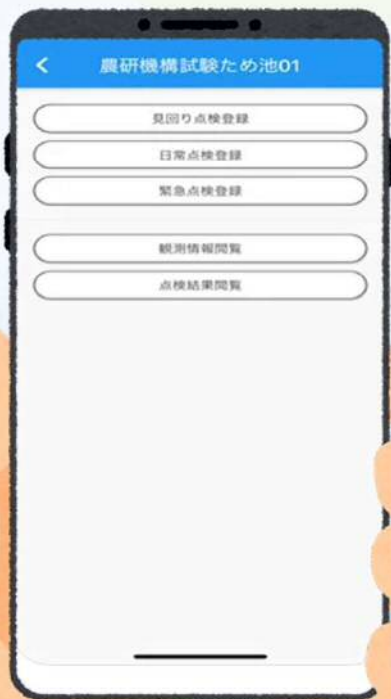 農研機構試験ため池01
見回り点検登録
日常点検登録
緊急点検登録
観測情報閲覧
点検結果閲覧